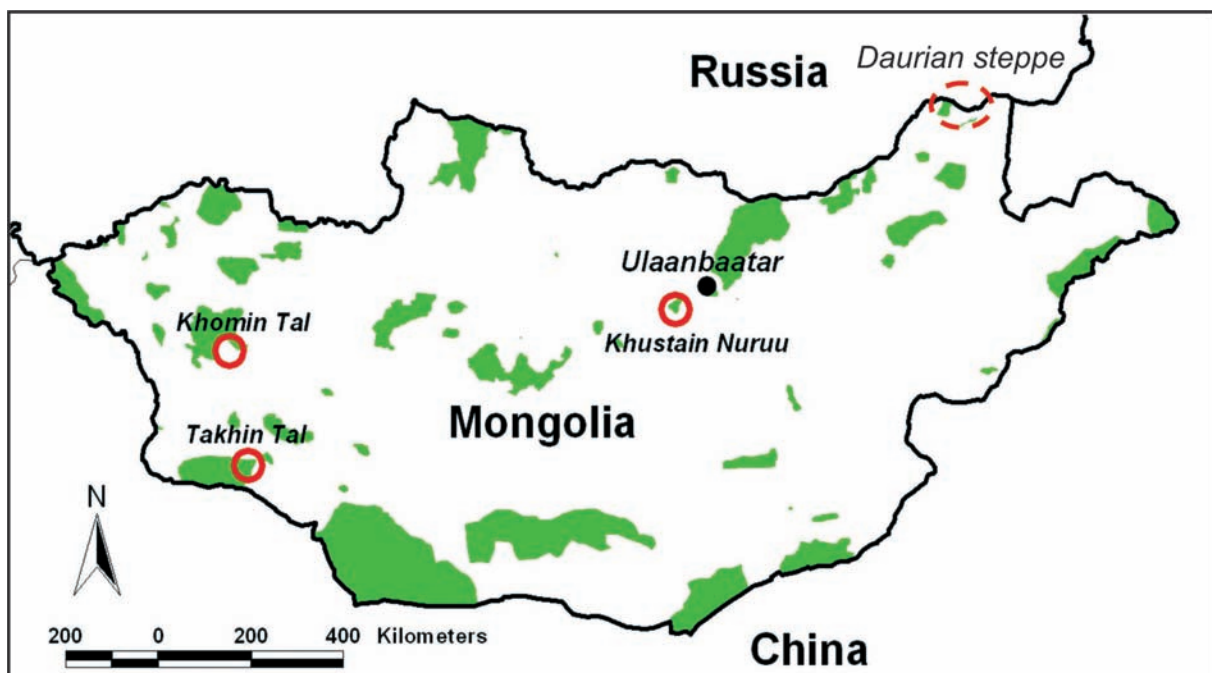 Daurian steppe
Russia
Ulaanbaatar
Khomin Tal
Khustain Nuruu
Mongolia
Takhin Tal
N
200 0 200 400 Kilometers
China